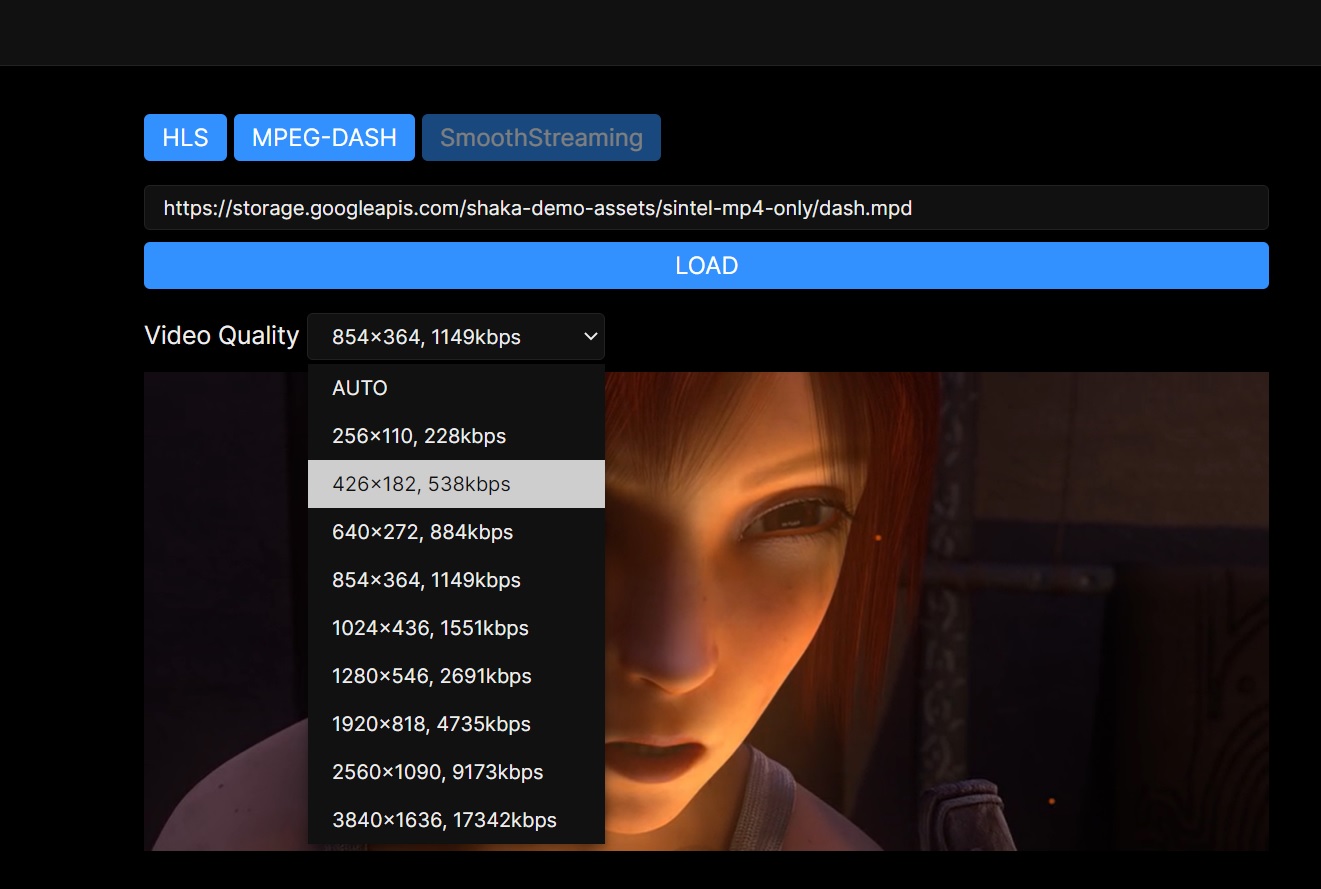 HLS MPEG-DASH SmoothStreaming
https://storage.googleapis.com/shaka-demo-assets/sintel-mp4-only/dash.mpd
LOAD
Video Quality 854×364, 1149kbps
AUTO
256×110, 228kbps
426×182, 538kbps
640×272, 884kbps
854×364, 1149kbps
1024×436, 1551kbps
1280×546, 2691kbps
1920×818, 4735kbps
2560×1090, 9173kbps
3840×1636, 17342kbps